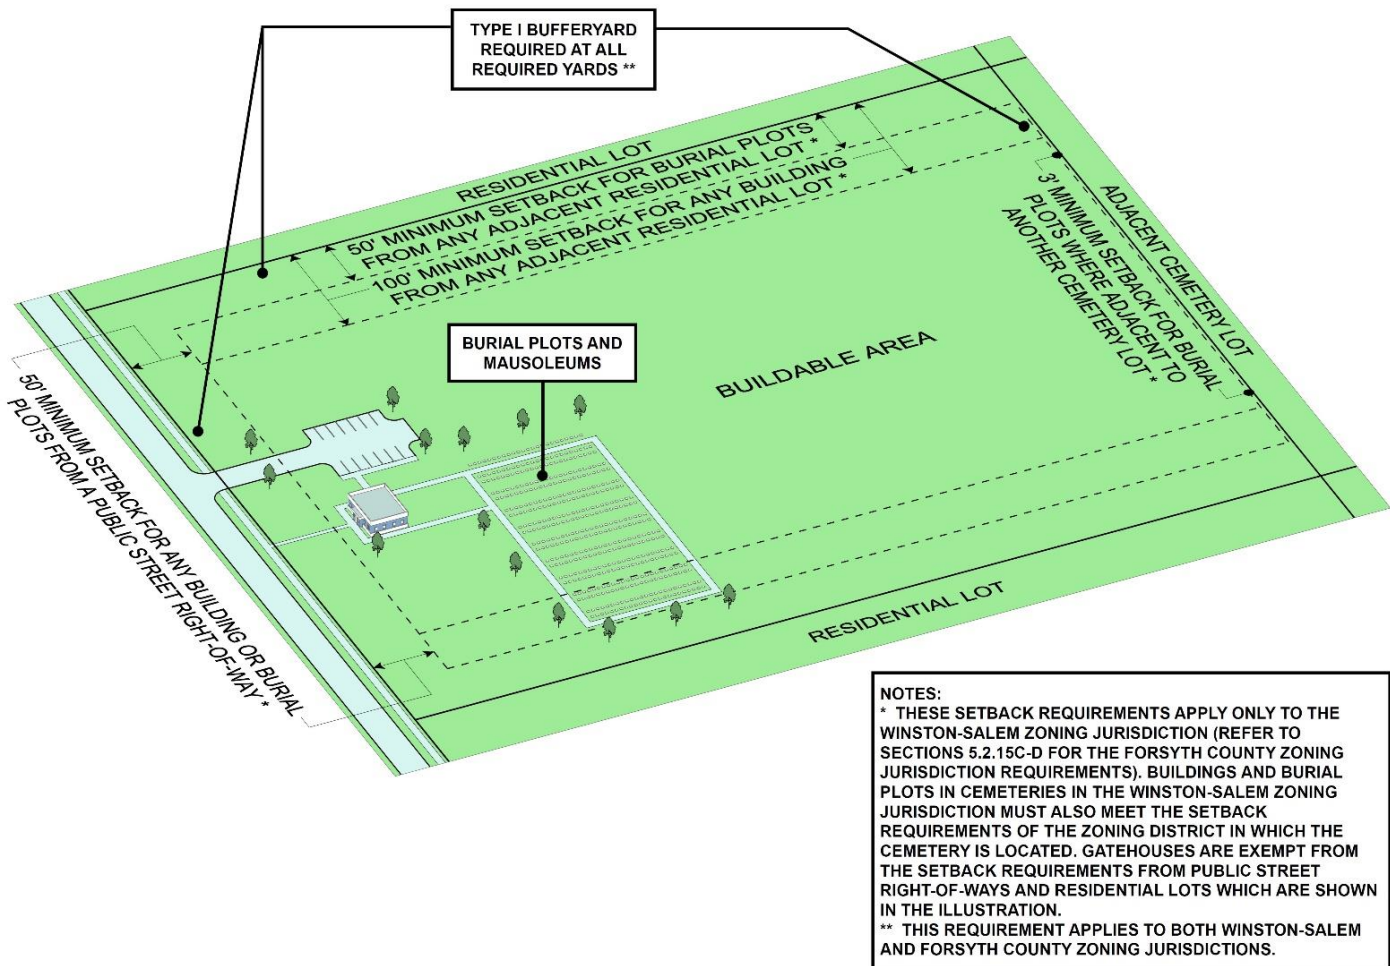 TYPE I BUFFERYARD
REQUIRED AT ALL
REQUIRED YARDS **
RESIDENTIAL LOT
50' MINIMUM SETBACK FOR BURIAL PLOTS
FROM ANY ADJACENT RESIDENTIAL LOT *
100' MINIMUM SETBACK FOR ANY BUILDING
FROM ANY ADJACENT RESIDENTIAL LOT *
ADJACENT CEMETERY LOT
3' MINIMUM SETBACK FOR BURIAL
PLOTS WHERE ADJACENT TO
ANOTHER CEMETERY LOT *
BURIAL PLOTS AND
MAUSOLEUMS
BUILDABLE AREA
50' MINIMUM SETBACK FOR ANY BUILDING OR BURIAL
PLOTS FROM A PUBLIC STREET RIGHT-OF-WAY *
RESIDENTIAL LOT
NOTES:
* THESE SETBACK REQUIREMENTS APPLY ONLY TO THE
WINSTON-SALEM ZONING JURISDICTION (REFER TO
SECTIONS 5.2.15C-D FOR THE FORSYTH COUNTY ZONING
JURISDICTION REQUIREMENTS). BUILDINGS AND BURIAL
PLOTS IN CEMETERIES IN THE WINSTON-SALEM ZONING
JURISDICTION MUST ALSO MEET THE SETBACK
REQUIREMENTS OF THE ZONING DISTRICT IN WHICH THE
CEMETERY IS LOCATED. GATEHOUSES ARE EXEMPT FROM
THE SETBACK REQUIREMENTS FROM PUBLIC STREET
RIGHT-OF-WAYS AND RESIDENTIAL LOTS WHICH ARE SHOWN
IN THE ILLUSTRATION.
** THIS REQUIREMENT APPLIES TO BOTH WINSTON-SALEM
AND FORSYTH COUNTY ZONING JURISDICTIONS.